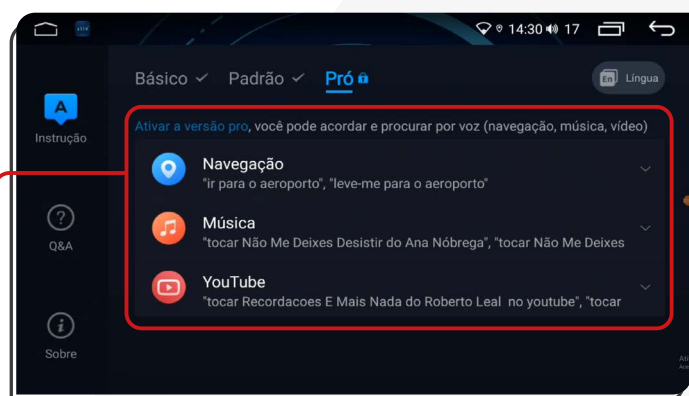 14:30 17
Básico Padrão Pró En Língua
A
Instrução
Ativar a versão pro, você pode acordar e procurar por voz (navegação, música, vídeo)
Navegação
"ir para o aeroporto", "leve-me para o aeroporto"
Música
"tocar Não Me Deixes Desistir do Ana Nóbrega", "tocar Não Me Deixes
? 
Q&A
YouTube
"tocar Recordacoes E Mais Nada do Roberto Leal no youtube", "tocar
i
Sobre